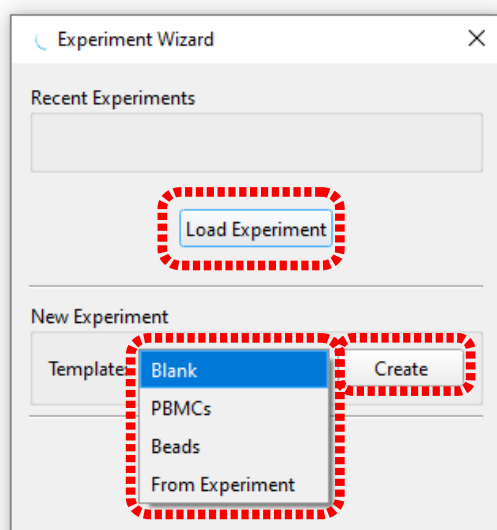 Experiment Wizard
Recent Experiments
Load Experiment
New Experiment
Template: Blank Create
PBMCs
Beads
From Experiment